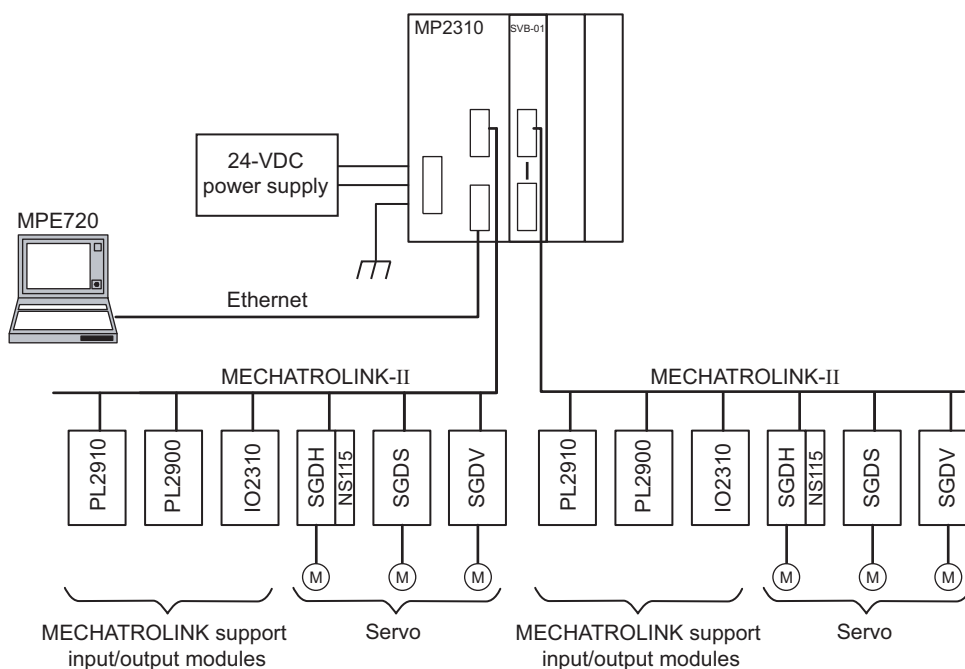 MP2310
SVB-01
24-VDC
power supply
MPE720
Ethernet
MECHATROLINK-II
MECHATROLINK-II
PL2910
PL2900
IO2310
SGDH
NS115
SGDS
SGDV
PL2910
PL2900
IO2310
SGDH
NS115
SGDS
SGDV
M
M
M
M
M
M
MECHATROLINK support
input/output modules
Servo
MECHATROLINK support
input/output modules
Servo